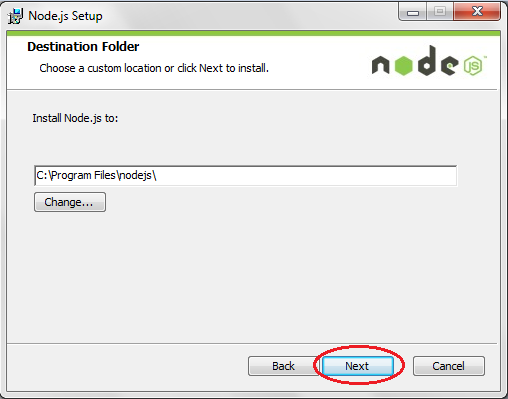 Node.js Setup
Destination Folder
Choose a custom location or click Next to install.
node
JS
Install Node.js to:
C:\Program Files\nodejs\
Change...
Back
Next
Cancel